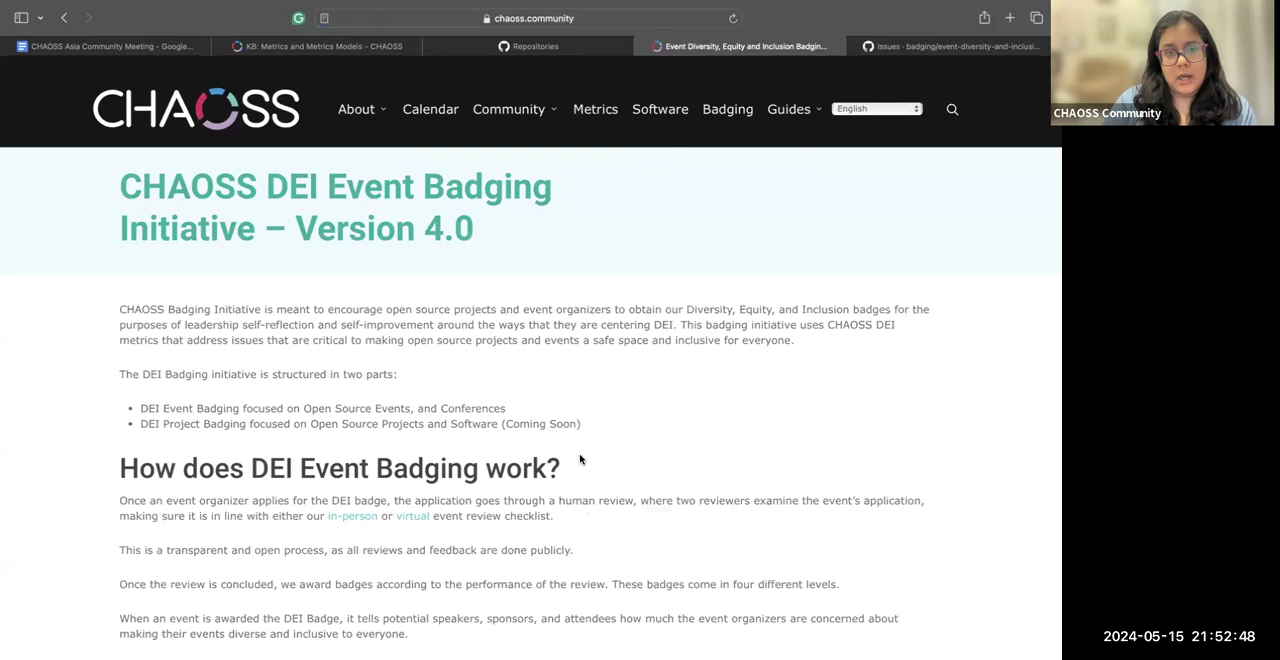 chaoss.community
CHAOSS Asia Community Meeting - Google...
KB: Metrics and Metrics Models - CHAOSS
Repositories
Event Diversity, Equity and Inclusion Badgin...
Issues · badging/event-diversity-and-inclusi...
CHAOSS
About
Calendar
Community
Metrics
Software
Badging
Guides
English
CHAOSS Community
CHAOSS DEI Event Badging
Initiative – Version 4.0
CHAOSS Badging Initiative is meant to encourage open source projects and event organizers to obtain our Diversity, Equity, and Inclusion badges for the
purposes of leadership self-reflection and self-improvement around the ways that they are centering DEI. This badging initiative uses CHAOSS DEI
metrics that address issues that are critical to making open source projects and events a safe space and inclusive for everyone.
The DEI Badging initiative is structured in two parts:
• DEI Event Badging focused on Open Source Events, and Conferences
• DEI Project Badging focused on Open Source Projects and Software (Coming Soon)
How does DEI Event Badging work?
Once an event organizer applies for the DEI badge, the application goes through a human review, where two reviewers examine the event's application,
making sure it is in line with either our in-person or virtual event review checklist.
This is a transparent and open process, as all reviews and feedback are done publicly.
Once the review is concluded, we award badges according to the performance of the review. These badges come in four different levels.
When an event is awarded the DEI Badge, it tells potential speakers, sponsors, and attendees how much the event organizers are concerned about
making their events diverse and inclusive to everyone.
2024-05-15 21:52:48